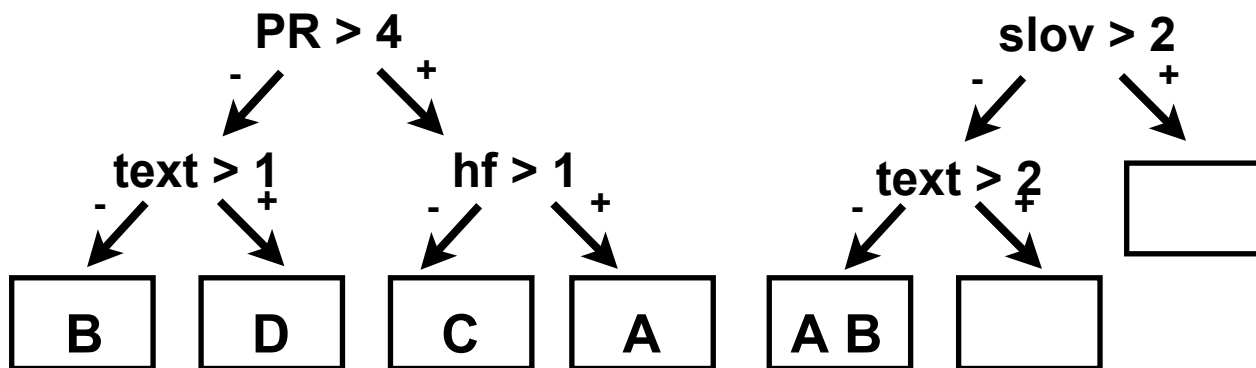 PR > 4 slov > 2
- + - +
text > 1 hf > 1 text > 2
- + - + - +
B D C A A B